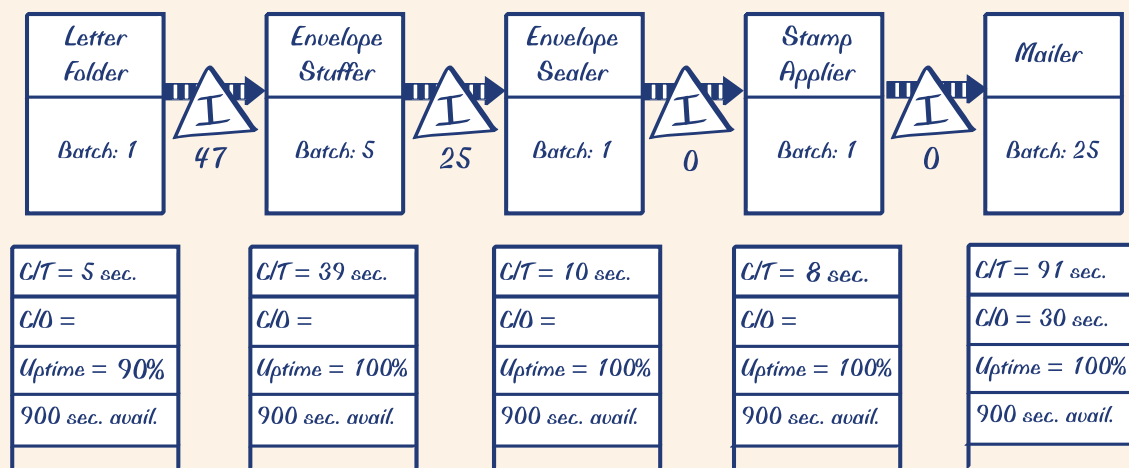 Letter
Folder
Batch: 1
I
47
Envelope
Stuffer
Batch: 5
I
25
Envelope
Sealer
Batch: 1
I
0
Stamp
Applier
Batch: 1
I
0
Mailer
Batch: 25
C/T = 5 sec.
C/O =
Uptime = 90%
900 sec. avail.
C/T = 39 sec.
C/O =
Uptime = 100%
900 sec. avail.
C/T = 10 sec.
C/O =
Uptime = 100%
900 sec. avail.
C/T = 8 sec.
C/O =
Uptime = 100%
900 sec. avail.
C/T = 91 sec.
C/O = 30 sec.
Uptime = 100%
900 sec. avail.